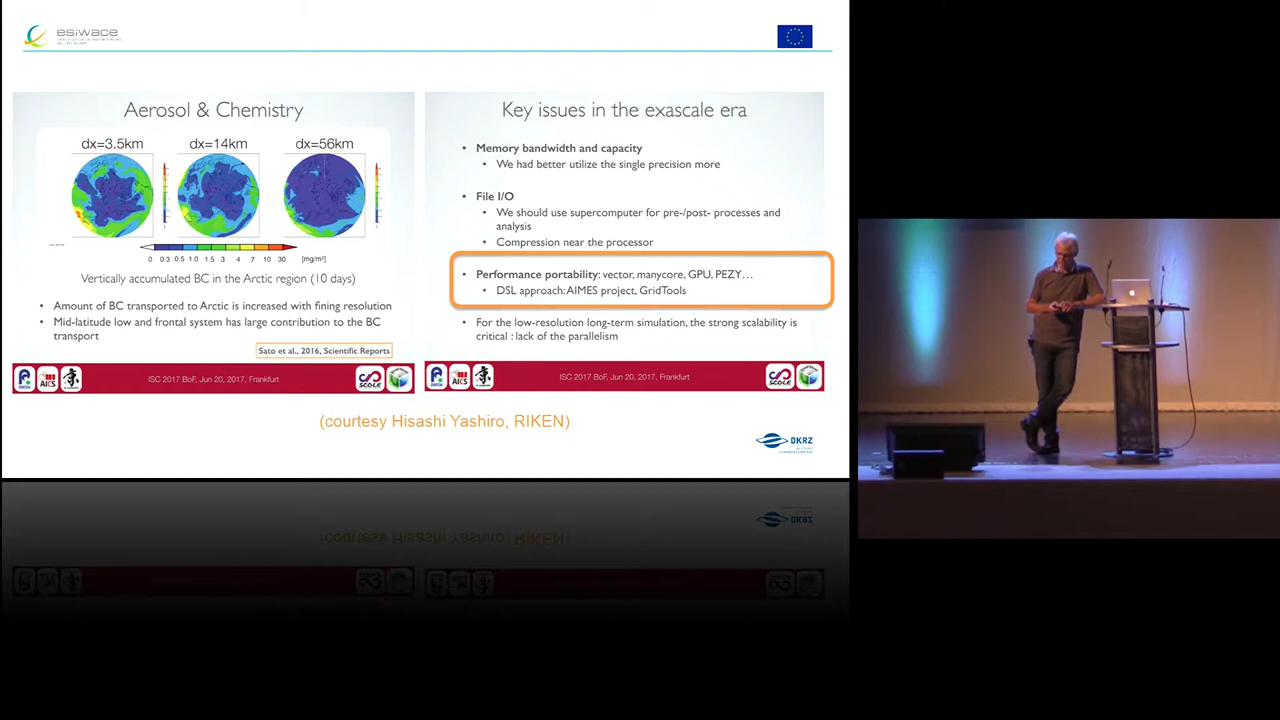 esiwace
Aerosol & Chemistry
dx=3.5km dx=14km dx=56km
0 0.3 0.5 1.0 1.5 3 4 7 10 30 [mg/m²]
Vertically accumulated BC in the Arctic region (10 days)
• Amount of BC transported to Arctic is increased with fining resolution
• Mid-latitude low and frontal system has large contribution to the BC
transport
Sato et al., 2016, Scientific Reports
AICS
ISC 2017 BoF, Jun 20, 2017, Frankfurt
SCALE
Key issues in the exascale era
• Memory bandwidth and capacity
• We had better utilize the single precision more
• File I/O
• We should use supercomputer for pre-/post- processes and
analysis
• Compression near the processor
• Performance portability: vector, manycore, GPU, PEZY…
• DSL approach: AIMES project, GridTools
• For the low-resolution long-term simulation, the strong scalability is
critical : lack of the parallelism
AICS
ISC 2017 BoF, Jun 20, 2017, Frankfurt
SCALE
(courtesy Hisashi Yashiro, RIKEN)
DKRZ